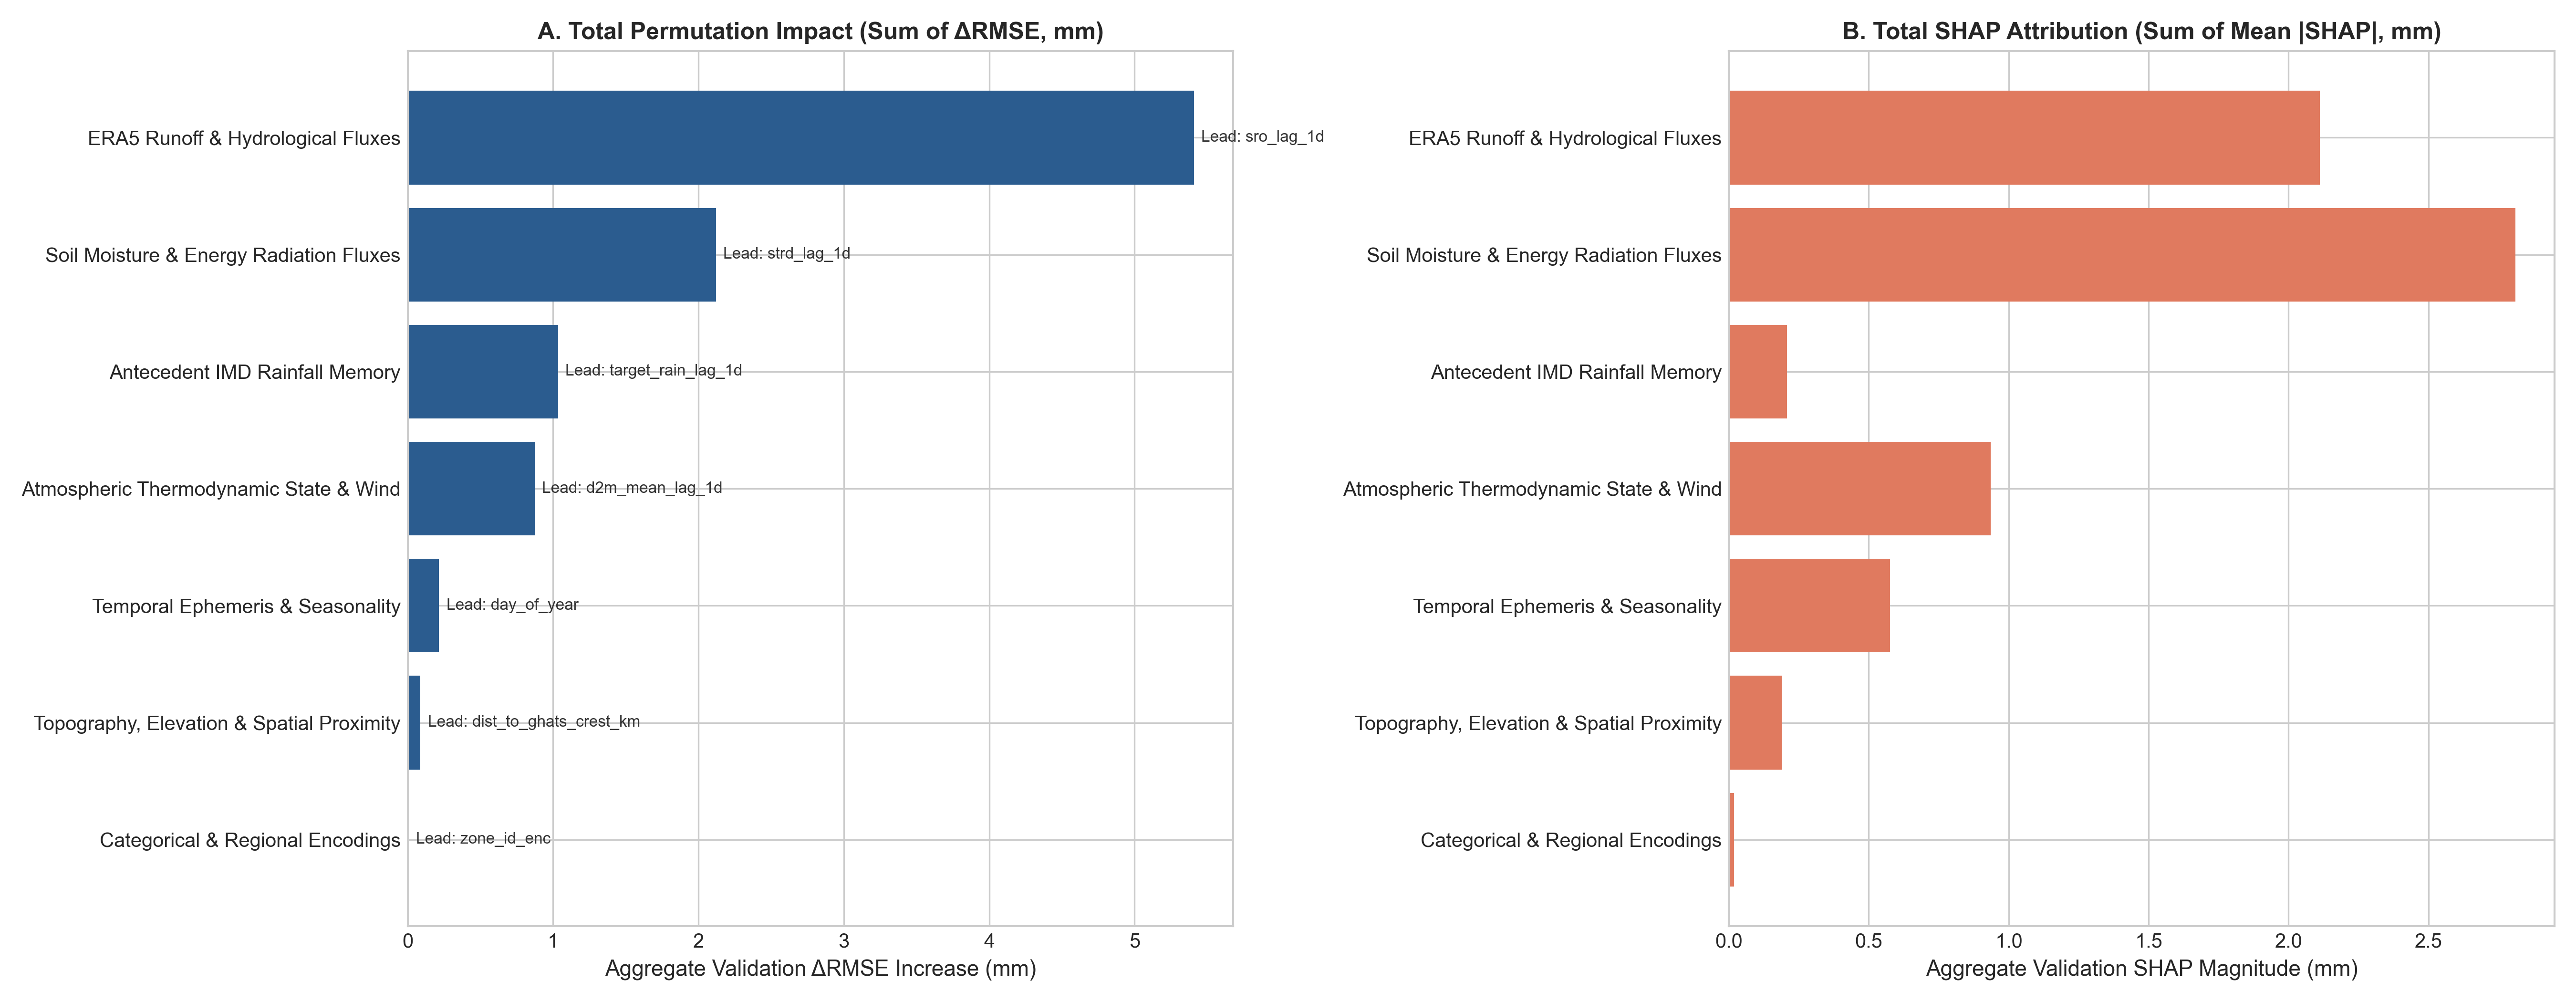 A. Total Permutation Impact (Sum of ΔRMSE, mm)
ERA5 Runoff & Hydrological Fluxes
Lead: sro_lag_1d
Soil Moisture & Energy Radiation Fluxes
Lead: strd_lag_1d
Antecedent IMD Rainfall Memory
Lead: target_rain_lag_1d
Atmospheric Thermodynamic State & Wind
Lead: d2m_mean_lag_1d
Temporal Ephemeris & Seasonality
Lead: day_of_year
Topography, Elevation & Spatial Proximity
Lead: dist_to_ghats_crest_km
Categorical & Regional Encodings
Lead: zone_id_enc
0 1 2 3 4 5
Aggregate Validation ΔRMSE Increase (mm)
B. Total SHAP Attribution (Sum of Mean |SHAP|, mm)
ERA5 Runoff & Hydrological Fluxes
Soil Moisture & Energy Radiation Fluxes
Antecedent IMD Rainfall Memory
Atmospheric Thermodynamic State & Wind
Temporal Ephemeris & Seasonality
Topography, Elevation & Spatial Proximity
Categorical & Regional Encodings
0.0 0.5 1.0 1.5 2.0 2.5
Aggregate Validation SHAP Magnitude (mm)